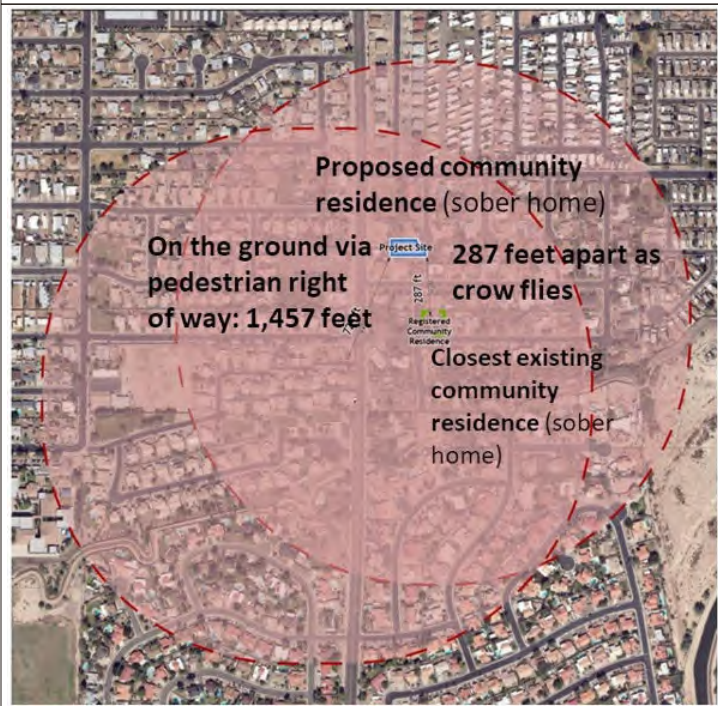 Proposed community
residence (sober home)
On the ground via
pedestrian right
of way: 1,457 feet
Project Site
287 feet apart as
crow flies
287 ft
Registered
Community
Residence
Closest existing
community
residence (sober
home)